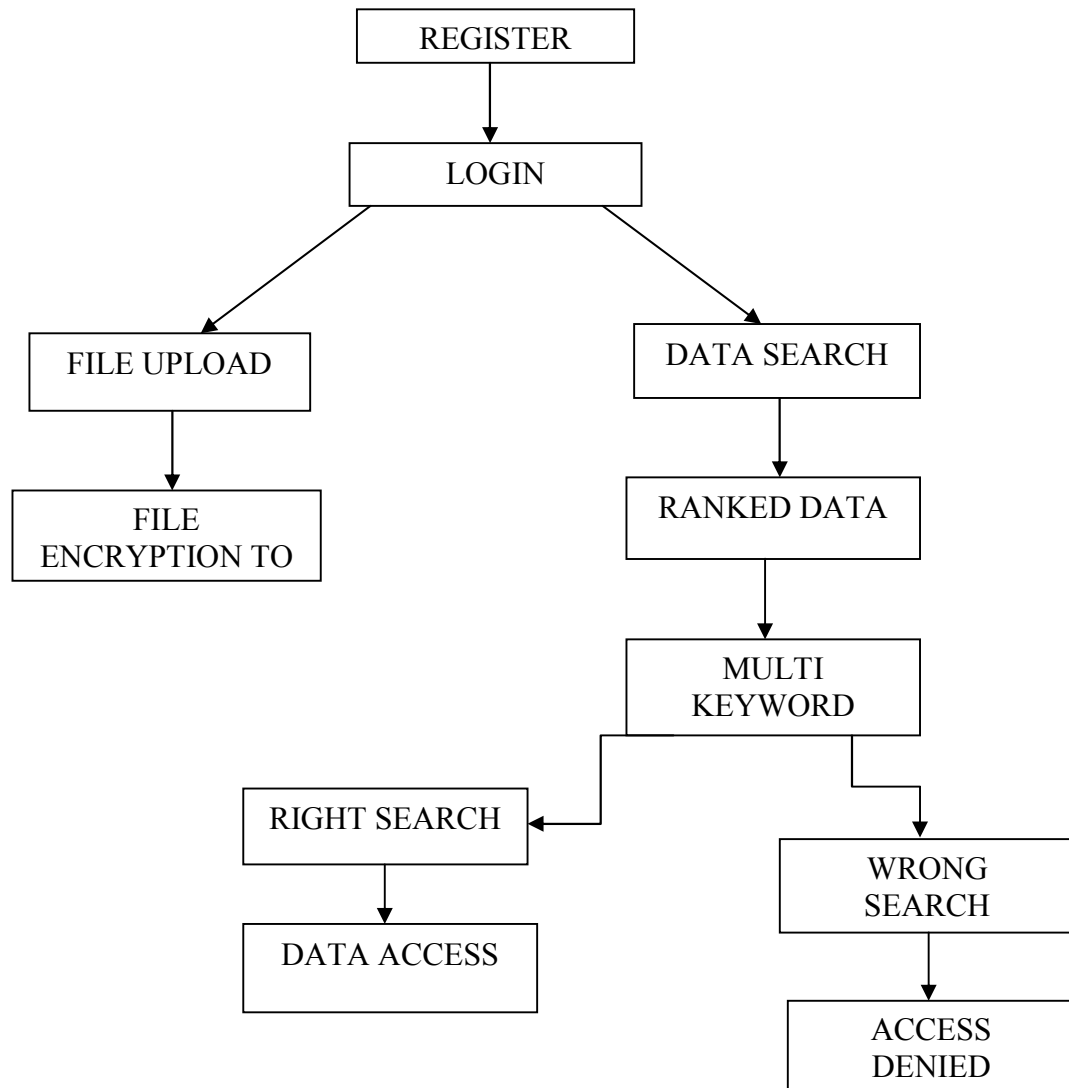 REGISTER
LOGIN
FILE UPLOAD
DATA SEARCH
FILE
ENCRYPTION TO
RANKED DATA
MULTI
KEYWORD
RIGHT SEARCH
WRONG
SEARCH
DATA ACCESS
ACCESS
DENIED